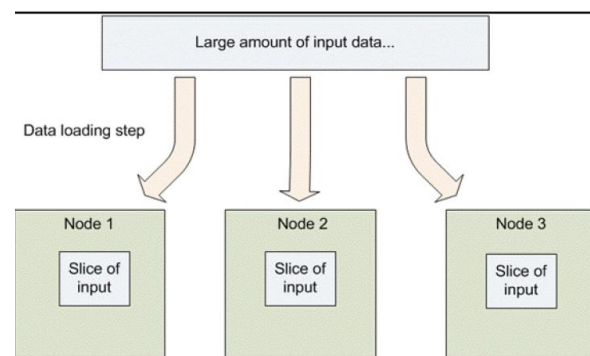 Large amount of input data...
Data loading step
Node 1
Slice of
input
Node 2
Slice of
input
Node 3
Slice of
input